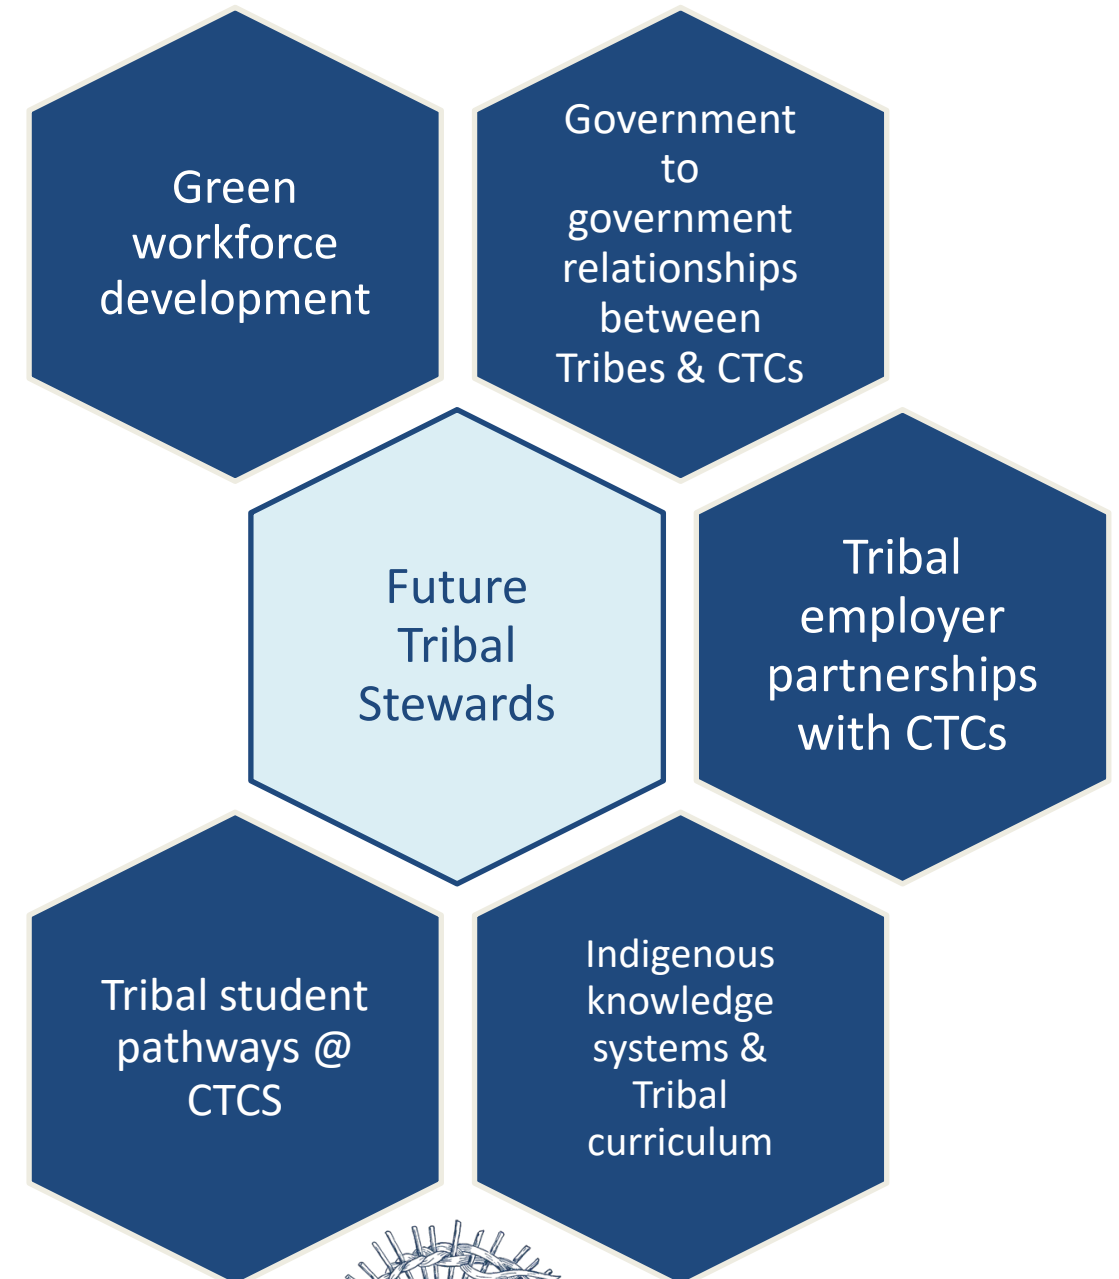 Green
workforce
development
Government
to
government
relationships
between
Tribes & CTCs
Future
Tribal
Stewards
Tribal
employer
partnerships
with CTCs
Tribal student
pathways @
CTCS
Indigenous
knowledge
systems &
Tribal
curriculum